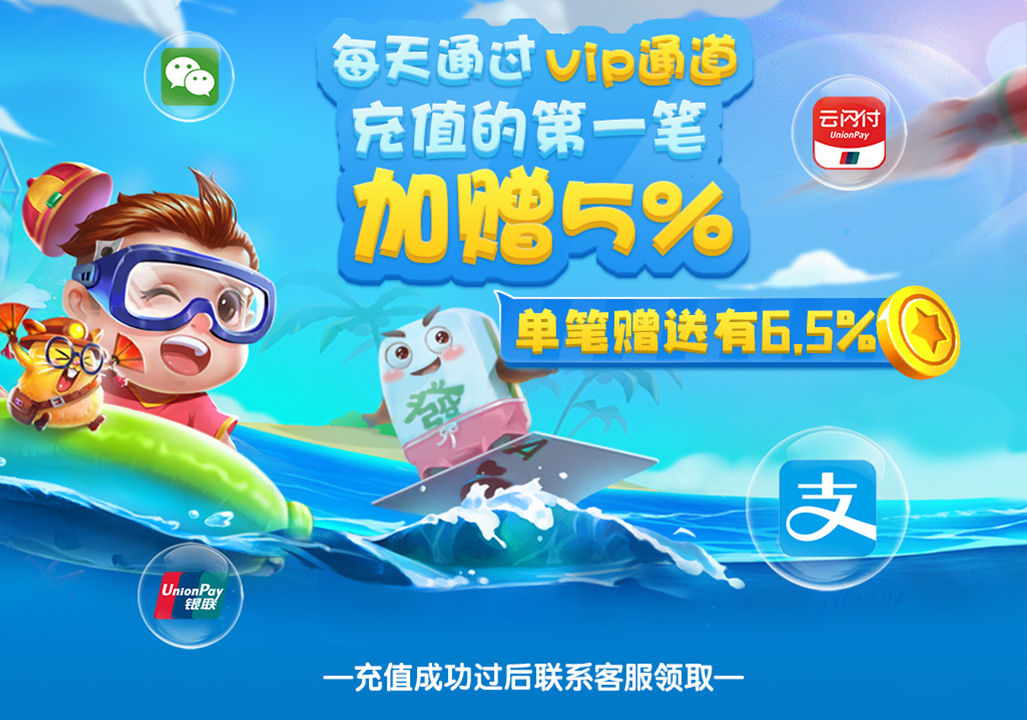 每天通过vip通道
充值的第一笔
加赠5%
云闪付
UnionPay
单笔赠送有6.5%
發
A
支
UnionPay
银联
—充值成功过后联系客服领取—